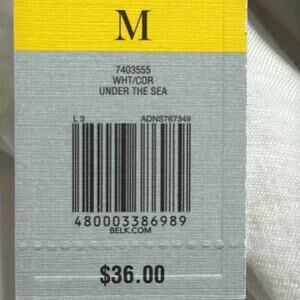 M
7403555
WHT/COR
UNDER THE SEA
L 3 ADNS767349
480003386989
BELK.COM
$36.00